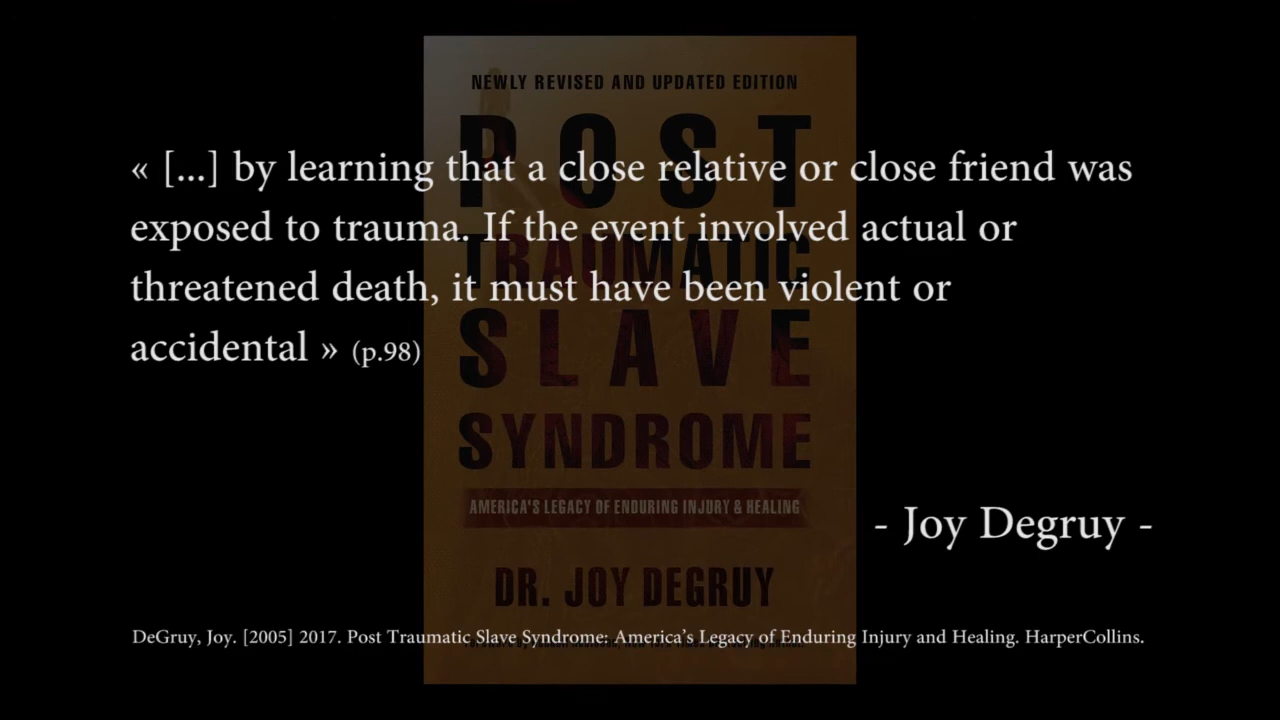 NEWLY REVISED AND UPDATED EDITION
POST
TRAUMATIC
SLAVE
SYNDROME
AMERICA'S LEGACY OF ENDURING INJURY & HEALING
DR. JOY DEGRUY
« [...] by learning that a close relative or close friend was
exposed to trauma. If the event involved actual or
threatened death, it must have been violent or
accidental » (p.98)
- Joy Degruy -
DeGruy, Joy. [2005] 2017. Post Traumatic Slave Syndrome: America’s Legacy of Enduring Injury and Healing. HarperCollins.